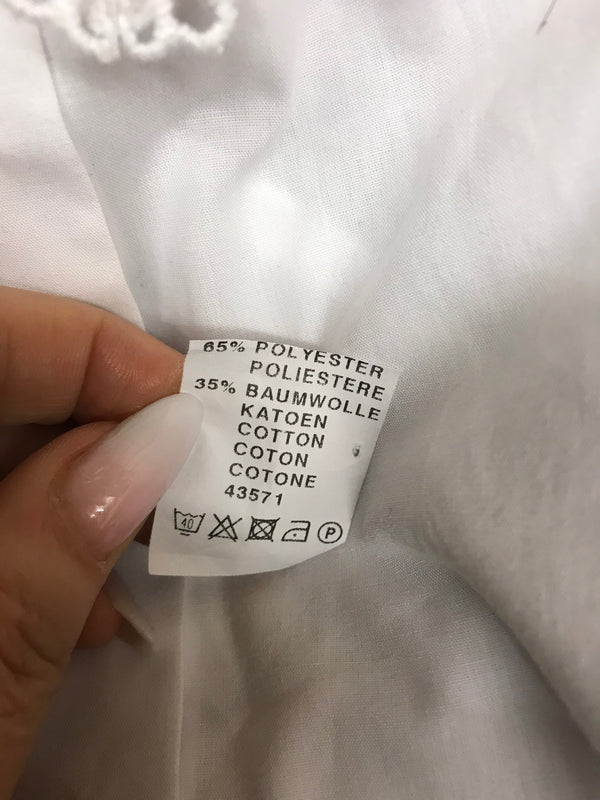 65% POLYESTER
POLIESTERE
35% BAUMWOLLE
KATOEN
COTTON
COTON
COTONE
43571
40 P